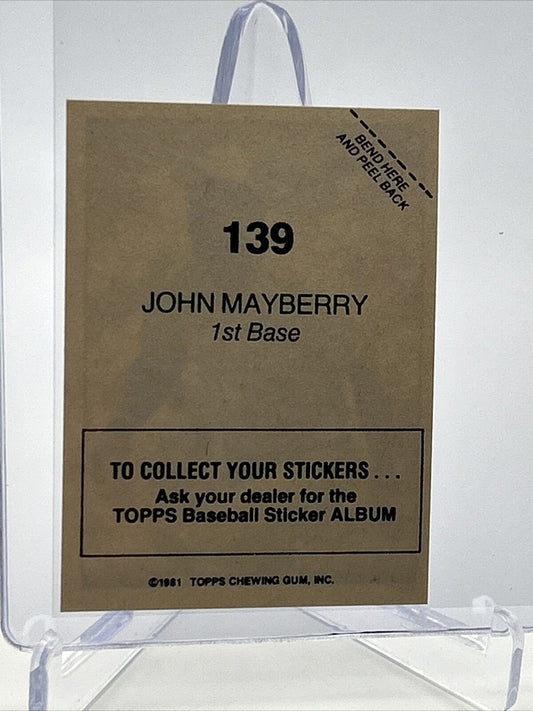 BEND HERE
AND PEEL BACK
139
JOHN MAYBERRY
1st Base
TO COLLECT YOUR STICKERS...
Ask your dealer for the
TOPPS Baseball Sticker ALBUM
©1981 TOPPS CHEWING GUM, INC.